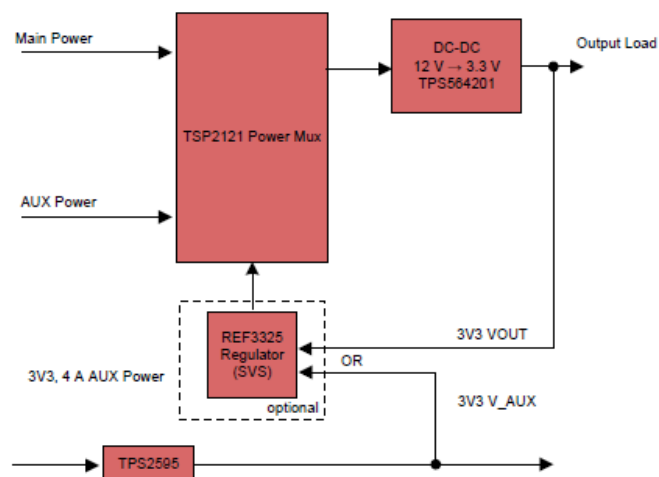 Main Power
DC-DC
12 V → 3.3 V
TPS564201
Output Load
TSP2121 Power Mux
AUX Power
REF3325
Regulator
(SVS)
optional
3V3 VOUT
OR
3V3, 4 A AUX Power
3V3 V_AUX
TPS2595